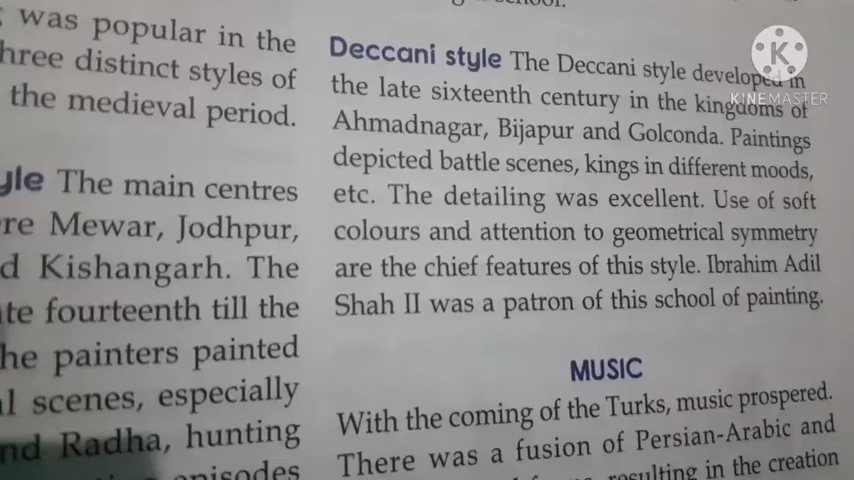 was popular in the
three distinct styles of
the medieval period.
yle The main centres
re Mewar, Jodhpur,
d Kishangarh. The
te fourteenth till the
he painters painted
l scenes, especially
nd Radha, hunting
episodes
Deccani style The Deccani style developed in
the late sixteenth century in the kingdoms of
Ahmadnagar, Bijapur and Golconda. Paintings
depicted battle scenes, kings in different moods,
etc. The detailing was excellent. Use of soft
colours and attention to geometrical symmetry
are the chief features of this style. Ibrahim Adil
Shah II was a patron of this school of painting.
MUSIC
With the coming of the Turks, music prospered.
There was a fusion of Persian-Arabic and
resulting in the creation
K
KINEMASTER